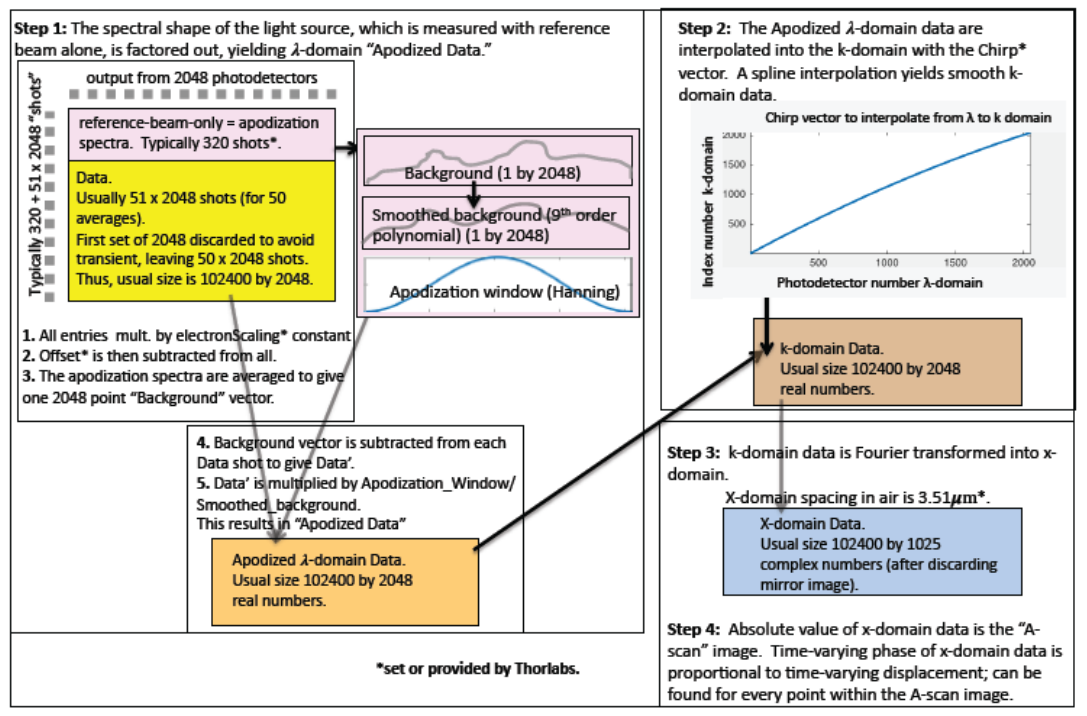 Step 1: The spectral shape of the light source, which is measured with reference
beam alone, is factored out, yielding λ-domain “Apodized Data.”
output from 2048 photodetectors
Typically 320 + 51 x 2048 “shots”
reference-beam-only = apodization
spectra. Typically 320 shots*.
Data.
Usually 51 x 2048 shots (for 50
averages).
First set of 2048 discarded to avoid
transient, leaving 50 x 2048 shots.
Thus, usual size is 102400 by 2048.
Background (1 by 2048)
Smoothed background (9th order
polynomial) (1 by 2048)
Apodization window (Hanning)
1. All entries mult. by electronScaling* constant
2. Offset* is then subtracted from all.
3. The apodization spectra are averaged to give
one 2048 point “Background” vector.
4. Background vector is subtracted from each
Data shot to give Data’.
5. Data’ is multiplied by Apodization_Window/
Smoothed_background.
This results in “Apodized Data”
Apodized λ-domain Data.
Usual size 102400 by 2048
real numbers.
*set or provided by Thorlabs.
Step 2: The Apodized λ-domain data are
interpolated into the k-domain with the Chirp*
vector. A spline interpolation yields smooth k-
domain data.
Chirp vector to interpolate from λ to k domain
Index number k-domain
2000
1500
1000
500
500
1000
1500
2000
Photodetector number λ-domain
k-domain Data.
Usual size 102400 by 2048
real numbers.
Step 3: k-domain data is Fourier transformed into x-
domain.
X-domain spacing in air is 3.51μm*.
X-domain Data.
Usual size 102400 by 1025
complex numbers (after discarding
mirror image).
Step 4: Absolute value of x-domain data is the “A-
scan” image. Time-varying phase of x-domain data is
proportional to time-varying displacement; can be
found for every point within the A-scan image.